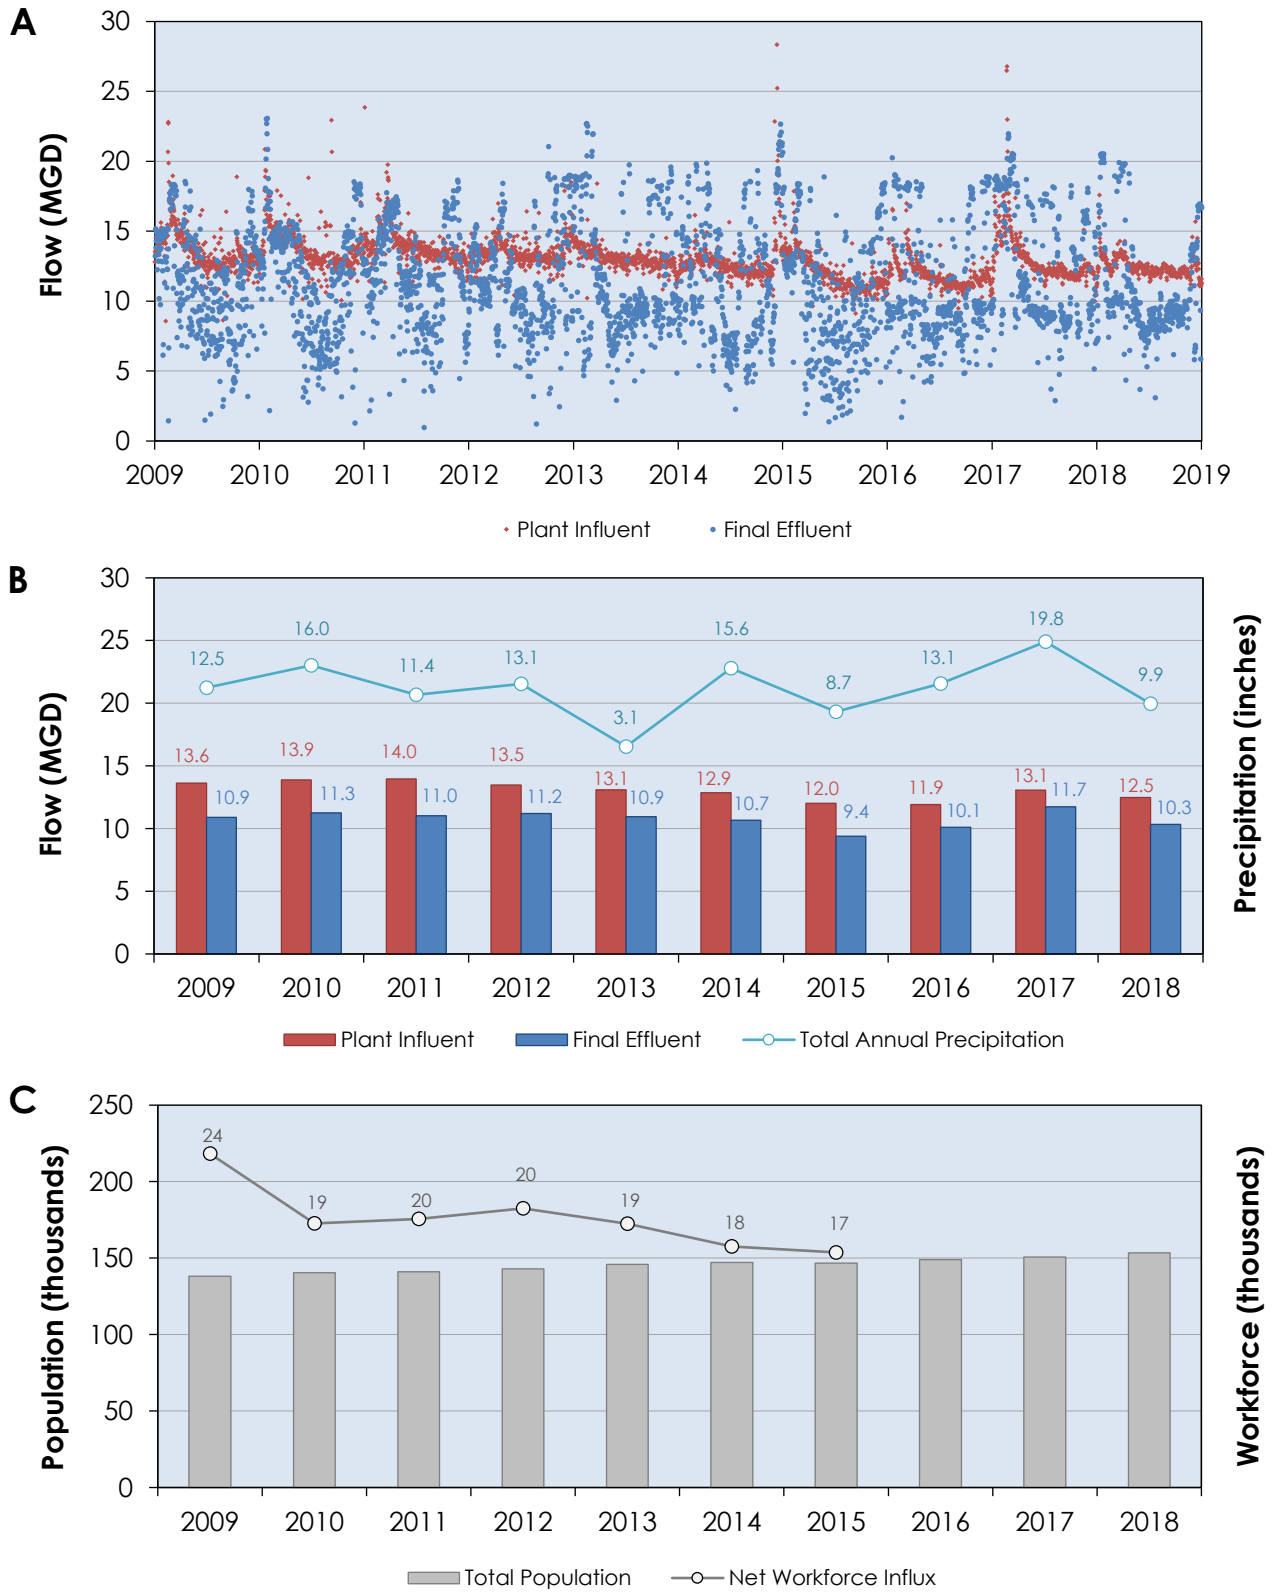 A
Flow (MGD)
30
25
20
15
10
5
0
2009 2010 2011 2012 2013 2014 2015 2016 2017 2018 2019
Plant Influent Final Effluent
B
Flow (MGD)
Precipitation (inches)
30
25
20
15
10
5
0
12.5 16.0 11.4 13.1 3.1 15.6 8.7 13.1 19.8 9.9
13.6 13.9 14.0 13.5 13.1 12.9 12.0 11.9 13.1 12.5
10.9 11.3 11.0 11.2 10.9 10.7 9.4 10.1 11.7 10.3
2009 2010 2011 2012 2013 2014 2015 2016 2017 2018
Plant Influent Final Effluent Total Annual Precipitation
C
Population (thousands)
Workforce (thousands)
250
200
150
100
50
0
24 19 20 20 19 18 17
2009 2010 2011 2012 2013 2014 2015 2016 2017 2018
Total Population Net Workforce Influx